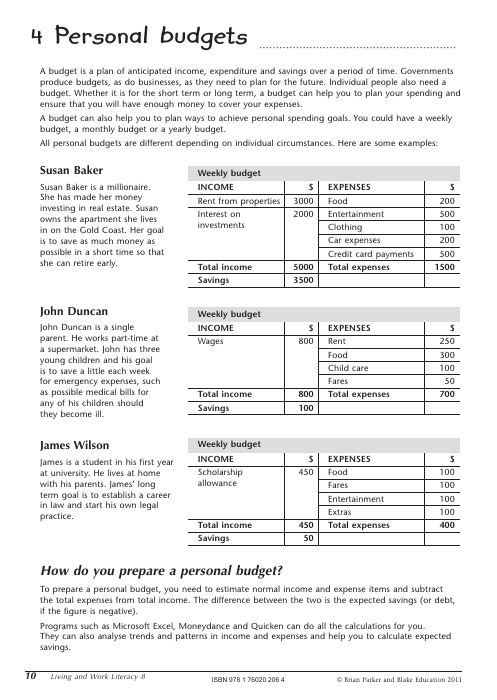 4 Personal budgets
A budget is a plan of anticipated income, expenditure and savings over a period of time. Governments
produce budgets, as do businesses, as they need to plan for the future. Individual people also need a
budget. Whether it is for the short term or long term, a budget can help you to plan your spending and
ensure that you will have enough money to cover your expenses.
A budget can also help you to plan ways to achieve personal spending goals. You could have a weekly
budget, a monthly budget or a yearly budget.
All personal budgets are different depending on individual circumstances. Here are some examples:
Susan Baker
Susan Baker is a millionaire.
She has made her money
investing in real estate. Susan
owns the apartment she lives
in on the Gold Coast. Her goal
is to save as much money as
possible in a short time so that
she can retire early.
Weekly budget
INCOME $ EXPENSES $
Rent from properties 3000 Food 200
Interest on 2000 Entertainment 500
investments Clothing 100
Car expenses 200
Credit card payments 500
Total income 5000 Total expenses 1500
Savings 3500
John Duncan
John Duncan is a single
parent. He works part-time at
a supermarket. John has three
young children and his goal
is to save a little each week
for emergency expenses, such
as possible medical bills for
any of his children should
they become ill.
Weekly budget
INCOME $ EXPENSES $
Wages 800 Rent 250
Food 300
Child care 100
Fares 50
Total income 800 Total expenses 700
Savings 100
James Wilson
James is a student in his first year
at university. He lives at home
with his parents. James' long
term goal is to establish a career
in law and start his own legal
practice.
Weekly budget
INCOME $ EXPENSES $
Scholarship 450 Food 100
allowance Fares 100
Entertainment 100
Extras 100
Total income 450 Total expenses 400
Savings 50
How do you prepare a personal budget?
To prepare a personal budget, you need to estimate normal income and expense items and subtract
the total expenses from total income. The difference between the two is the expected savings (or debt,
if the figure is negative).
Programs such as Microsoft Excel, Moneydance and Quicken can do all the calculations for you.
They can also analyse trends and patterns in income and expenses and help you to calculate expected
savings.
10 Living and Work Literacy 8 ISBN 978 1 76020 206 4 © Brian Parker and Blake Education 2011